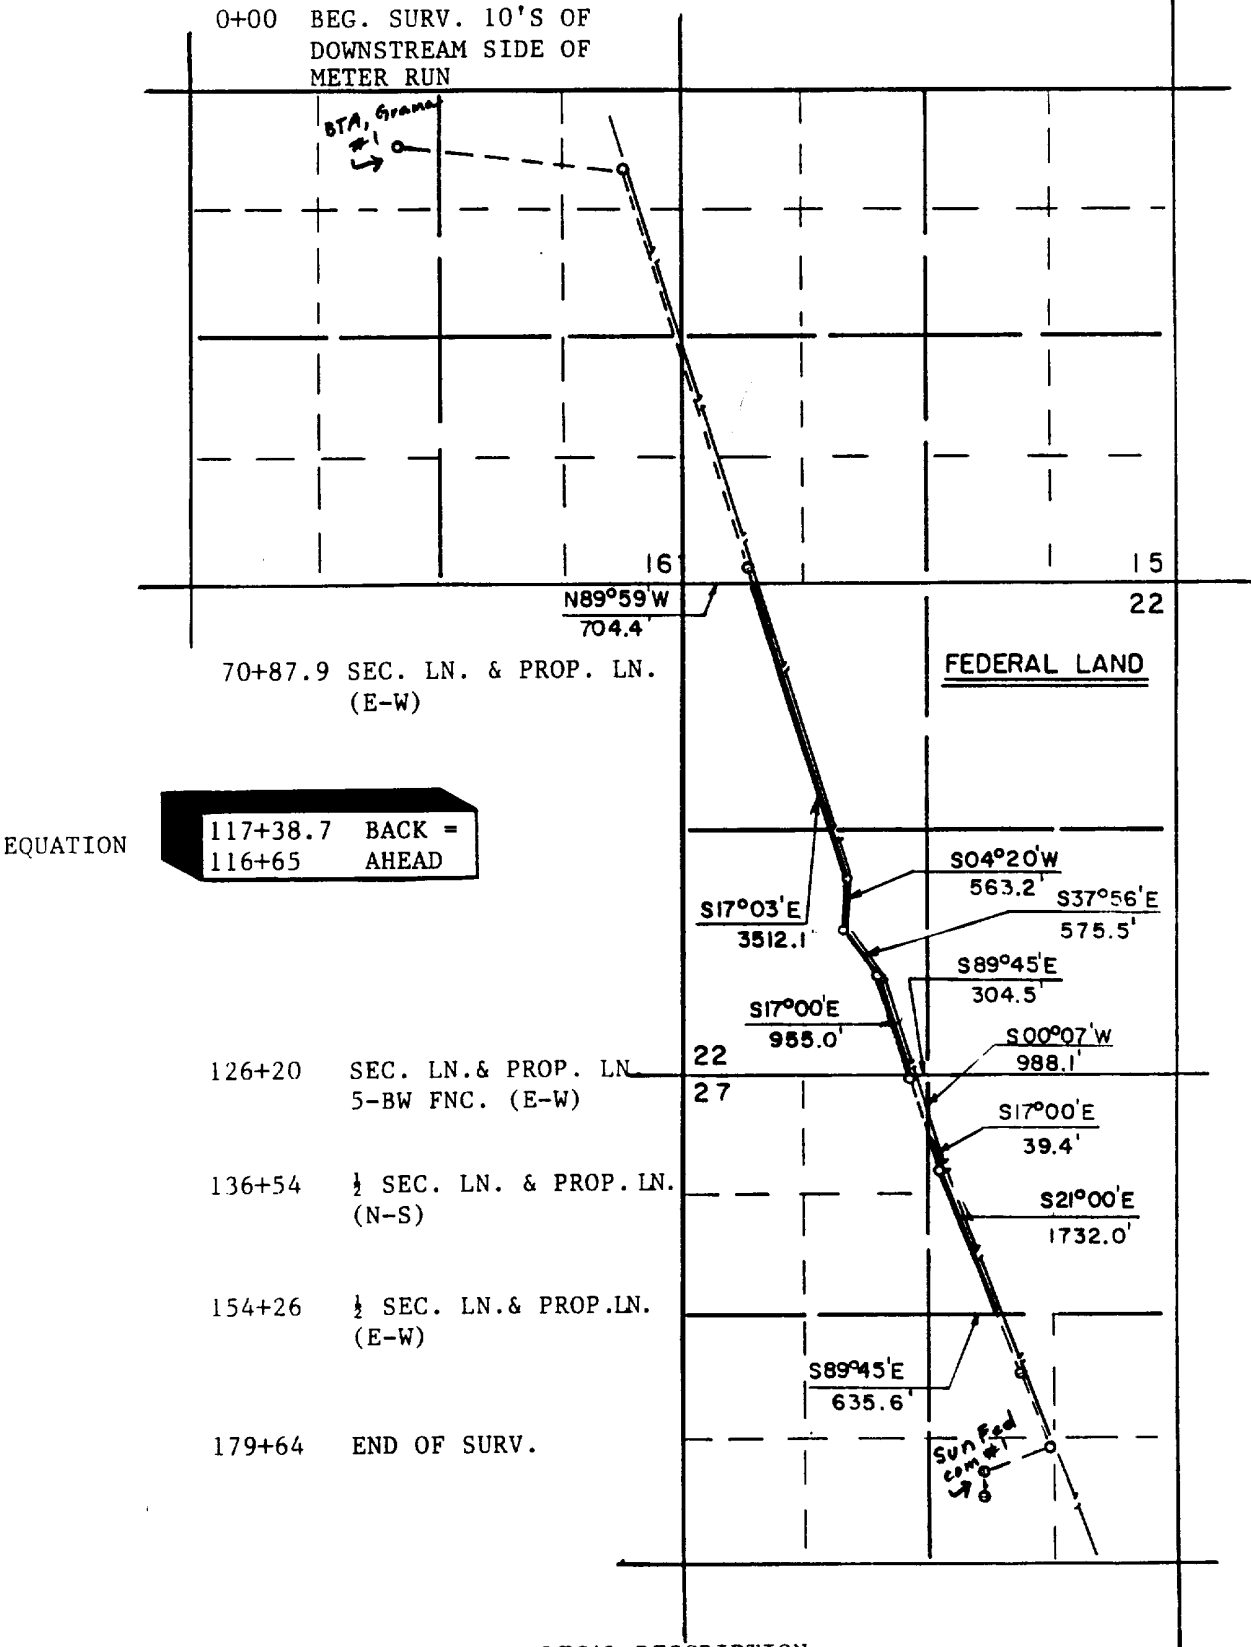 0+00 BEG. SURV. 10'S OF
DOWNSTREAM SIDE OF
METER RUN
BTA, Grama
#1
16
15
N89°59'W
704.4'
22
70+87.9 SEC. LN. & PROP. LN.
(E-W)
FEDERAL LAND
EQUATION
117+38.7 BACK =
116+65 AHEAD
S04°20'W
563.2'
S37°56'E
575.5'
S17°03'E
3512.1'
S89°45'E
304.5'
S17°00'E
955.0'
S00°07'W
988.1'
22
27
126+20 SEC. LN.& PROP. LN.
5-BW FNC. (E-W)
S17°00'E
39.4'
136+54 ½ SEC. LN. & PROP. LN.
(N-S)
S21°00'E
1732.0'
154+26 ½ SEC. LN.& PROP.LN.
(E-W)
S89°45'E
635.6'
179+64 END OF SURV.
Sun Fed
com #1